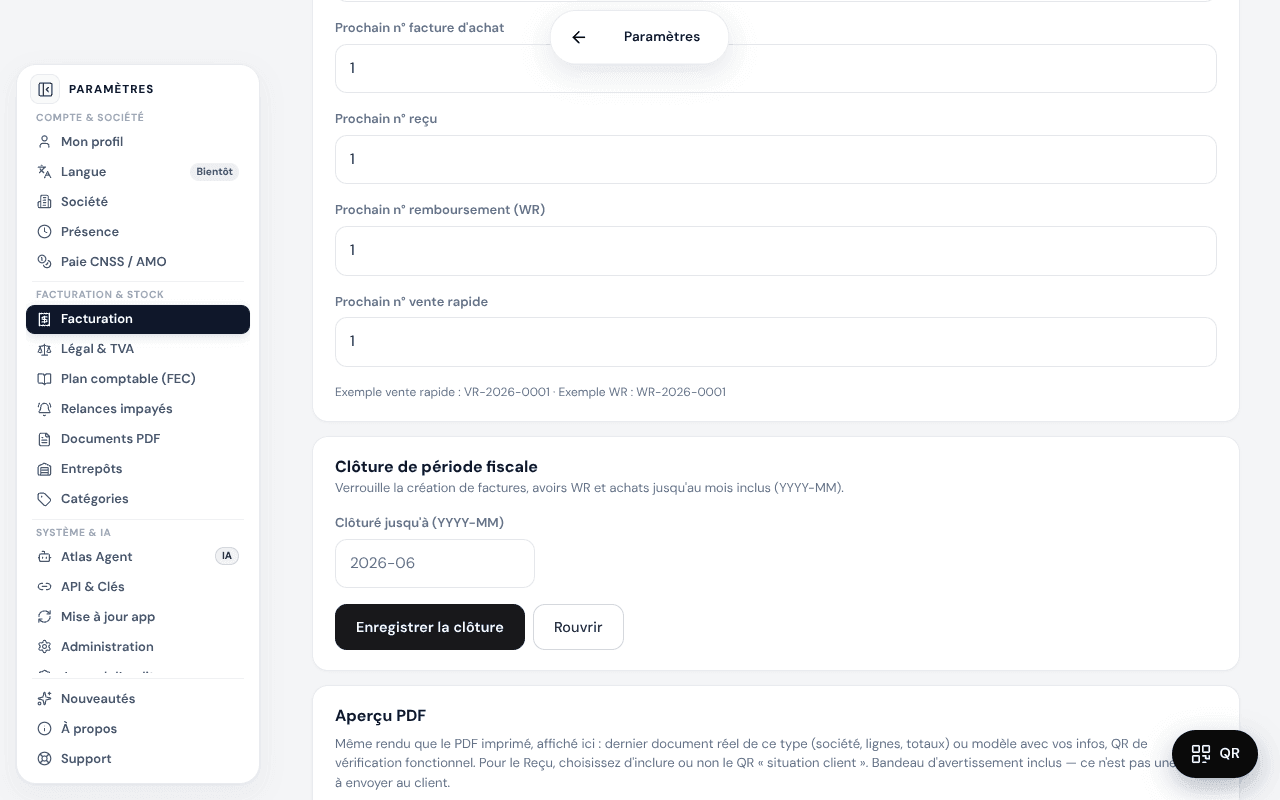 Prochain n° facture d'achat
Paramètres
1
PARAMÈTRES
COMPTE & SOCIÉTÉ
Mon profil
Langue
Bientôt
Société
Présence
Paie CNSS / AMO
FACTURATION & STOCK
Facturation
Légal & TVA
Plan comptable (FEC)
Relances impayés
Documents PDF
Entrepôts
Catégories
SYSTÈME & IA
Atlas Agent
IA
API & Clés
Mise à jour app
Administration
Nouveautés
À propos
Support
Prochain n° reçu
1
Prochain n° remboursement (WR)
1
Prochain n° vente rapide
1
Exemple vente rapide : VR-2026-0001 · Exemple WR : WR-2026-0001
Clôture de période fiscale
Verrouille la création de factures, avoirs WR et achats jusqu'au mois inclus (YYYY-MM).
Clôturé jusqu'à (YYYY-MM)
2026-06
Enregistrer la clôture
Rouvrir
Aperçu PDF
Même rendu que le PDF imprimé, affiché ici : dernier document réel de ce type (société, lignes, totaux) ou modèle avec vos infos, QR de
vérification fonctionnel. Pour le Reçu, choisissez d'inclure ou non le QR « situation client ». Bandeau d'avertissement inclus — ce n'est pas une
à envoyer au client.
QR